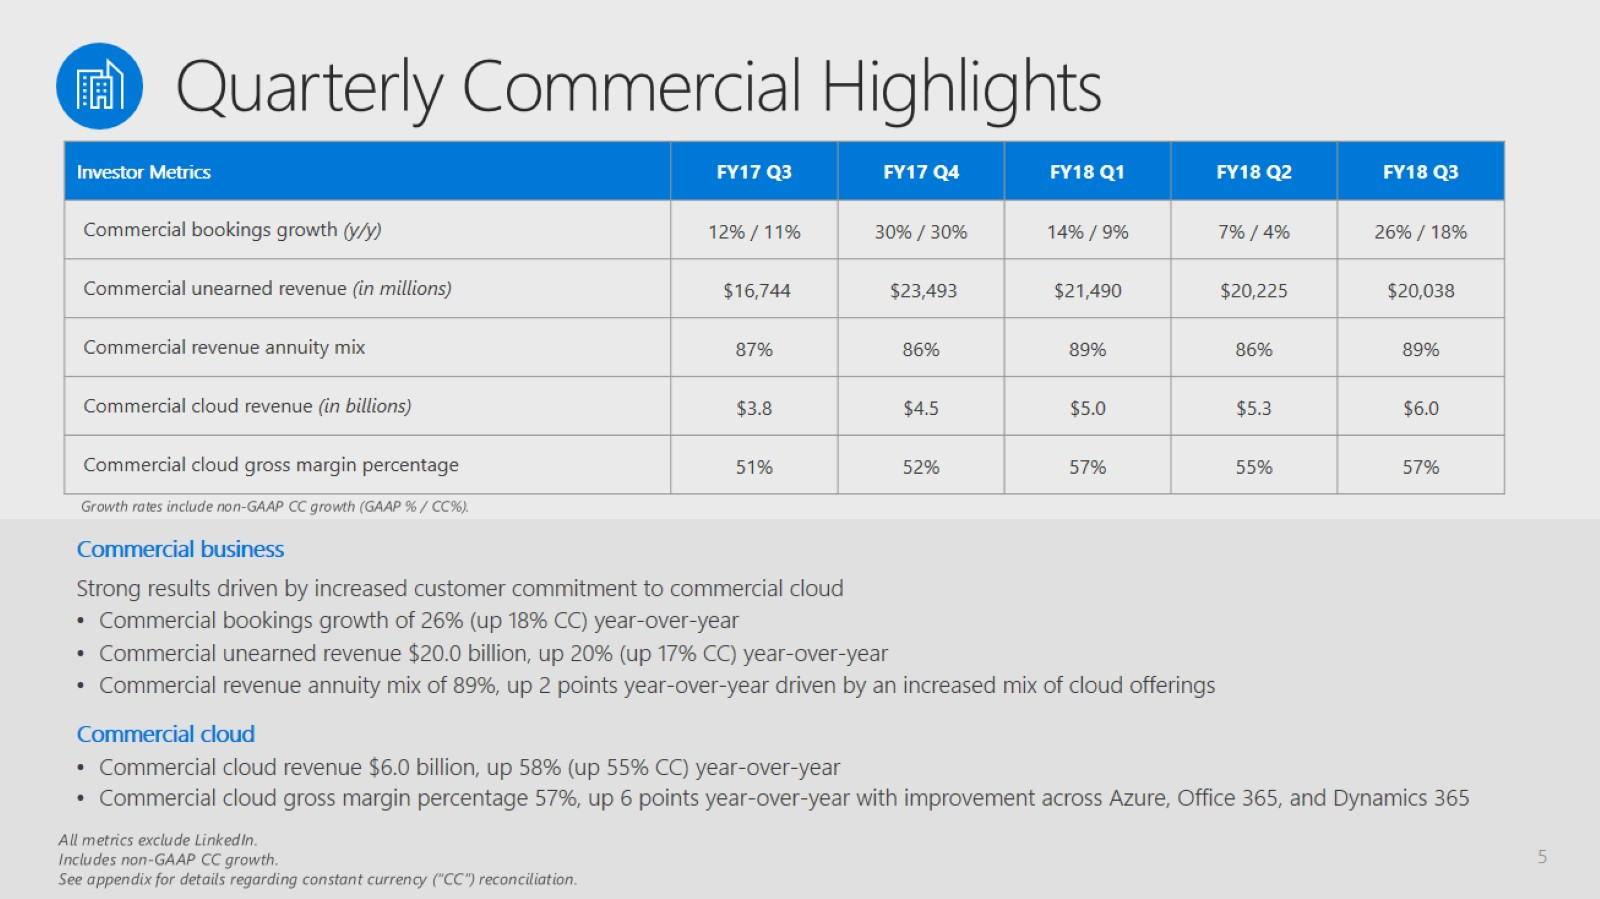 Quarterly Commercial Highlights
Investor Metrics FY17 Q3 FY17 Q4 FY18 Q1 FY18 Q2 FY18 Q3
Commercial bookings growth (y/y) 12% / 11% 30% / 30% 14% / 9% 7% / 4% 26% / 18%
Commercial unearned revenue (in millions) $16,744 $23,493 $21,490 $20,225 $20,038
Commercial revenue annuity mix 87% 86% 89% 86% 89%
Commercial cloud revenue (in billions) $3.8 $4.5 $5.0 $5.3 $6.0
Commercial cloud gross margin percentage 51% 52% 57% 55% 57%
Growth rates include non-GAAP CC growth (GAAP % / CC%).
Commercial business
Strong results driven by increased customer commitment to commercial cloud
• Commercial bookings growth of 26% (up 18% CC) year-over-year
• Commercial unearned revenue $20.0 billion, up 20% (up 17% CC) year-over-year
• Commercial revenue annuity mix of 89%, up 2 points year-over-year driven by an increased mix of cloud offerings
Commercial cloud
• Commercial cloud revenue $6.0 billion, up 58% (up 55% CC) year-over-year
• Commercial cloud gross margin percentage 57%, up 6 points year-over-year with improvement across Azure, Office 365, and Dynamics 365
All metrics exclude LinkedIn.
Includes non-GAAP CC growth.
See appendix for details regarding constant currency ("CC") reconciliation.
5